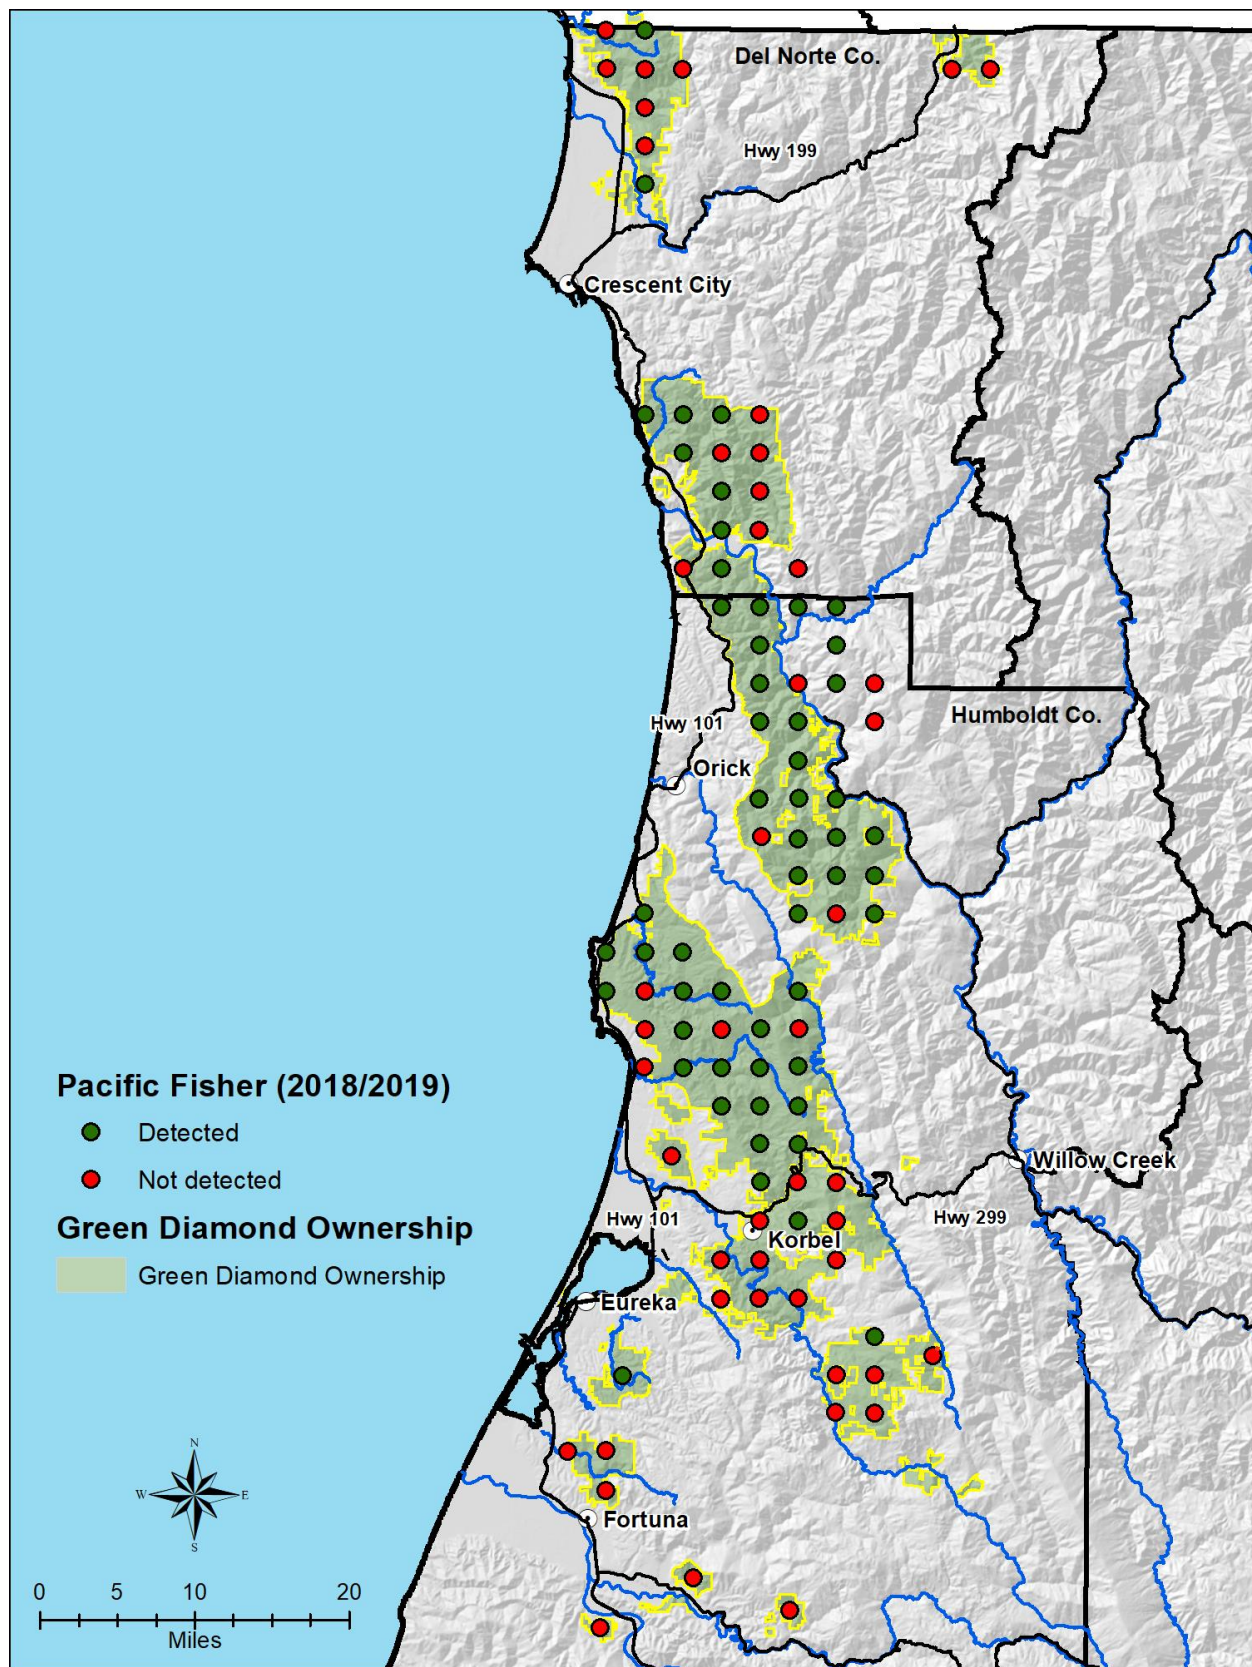 Del Norte Co.
Hwy 199
Crescent City
Hwy 101
Humboldt Co.
Orick
Pacific Fisher (2018/2019)
Detected
Not detected
Green Diamond Ownership
Green Diamond Ownership
Willow Creek
Hwy 101
Hwy 299
Korbel
Eureka
N
W
E
S
Fortuna
0 5 10 20
Miles